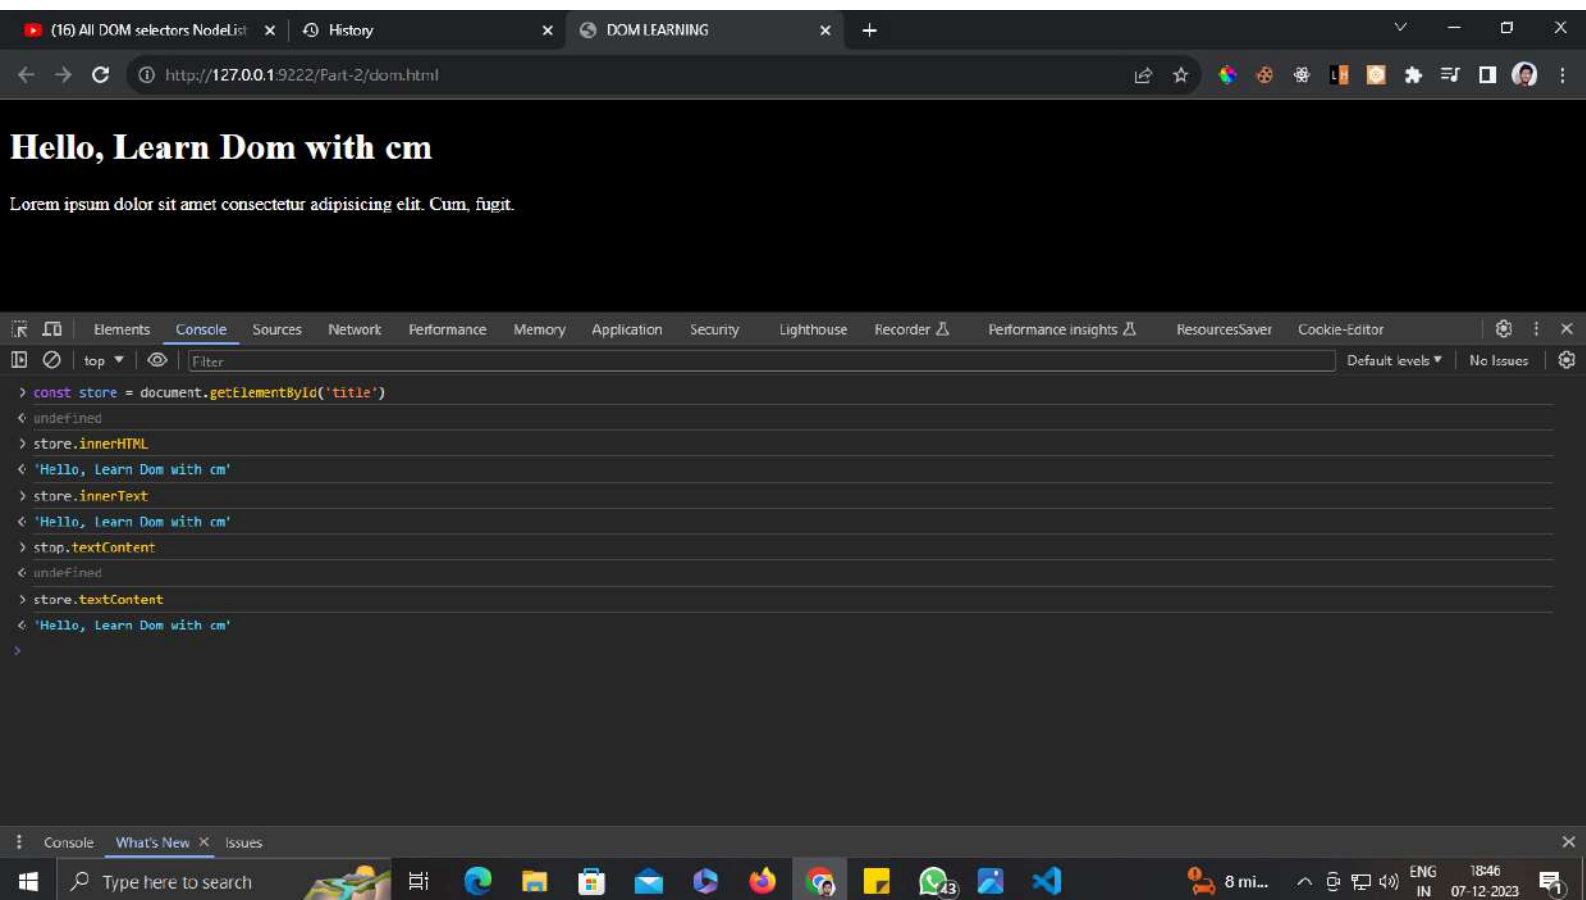 (16) All DOM selectors NodeList
History
DOM LEARNING
http://127.0.0.1:9222/Part-2/dom.html
LH
Hello, Learn Dom with cm
Lorem ipsum dolor sit amet consectetur adipisicing elit. Cum, fugit.
Elements Console Sources Network Performance Memory Application Security Lighthouse Recorder Performance insights ResourcesSaver Cookie-Editor
top Filter Default levels No Issues
const store = document.getElementById('title')
undefined
store.innerHTML
'Hello, Learn Dom with cm'
store.innerText
'Hello, Learn Dom with cm'
stop.textContent
undefined
store.textContent
'Hello, Learn Dom with cm'
Console What's New Issues
Type here to search
43
8 mi...
ENG
IN
18:46
07-12-2023
1